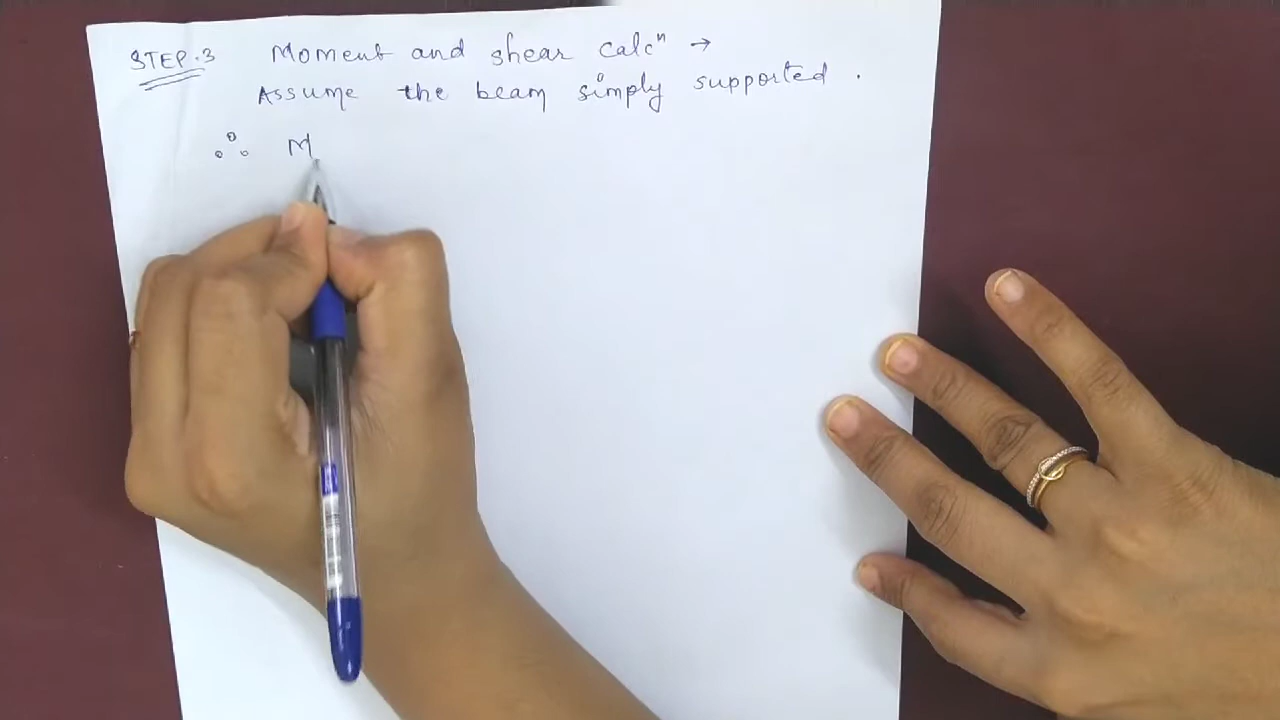 STEP.3 Moment and shear calcⁿ →
Assume the beam simply supported .
∴ M